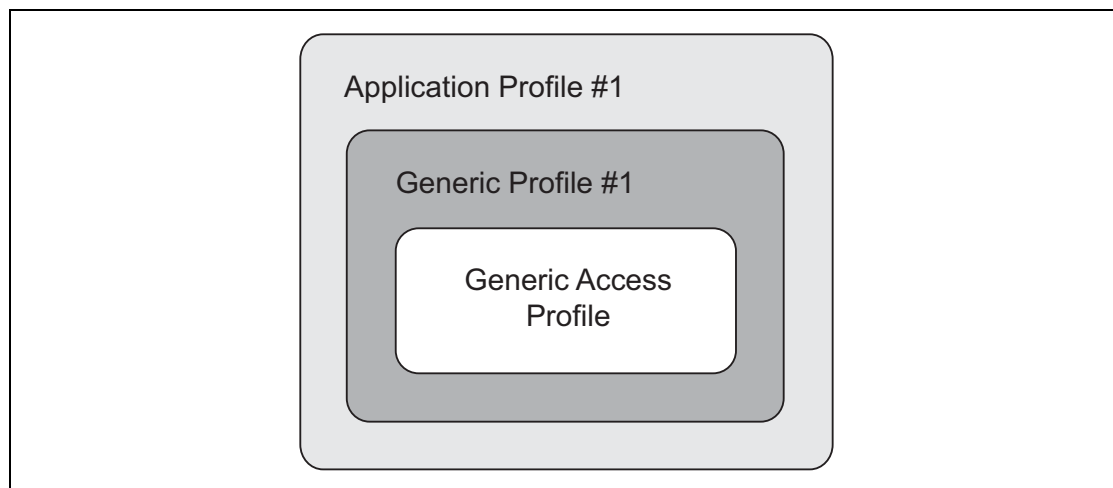 Application Profile #1
Generic Profile #1
Generic Access
Profile